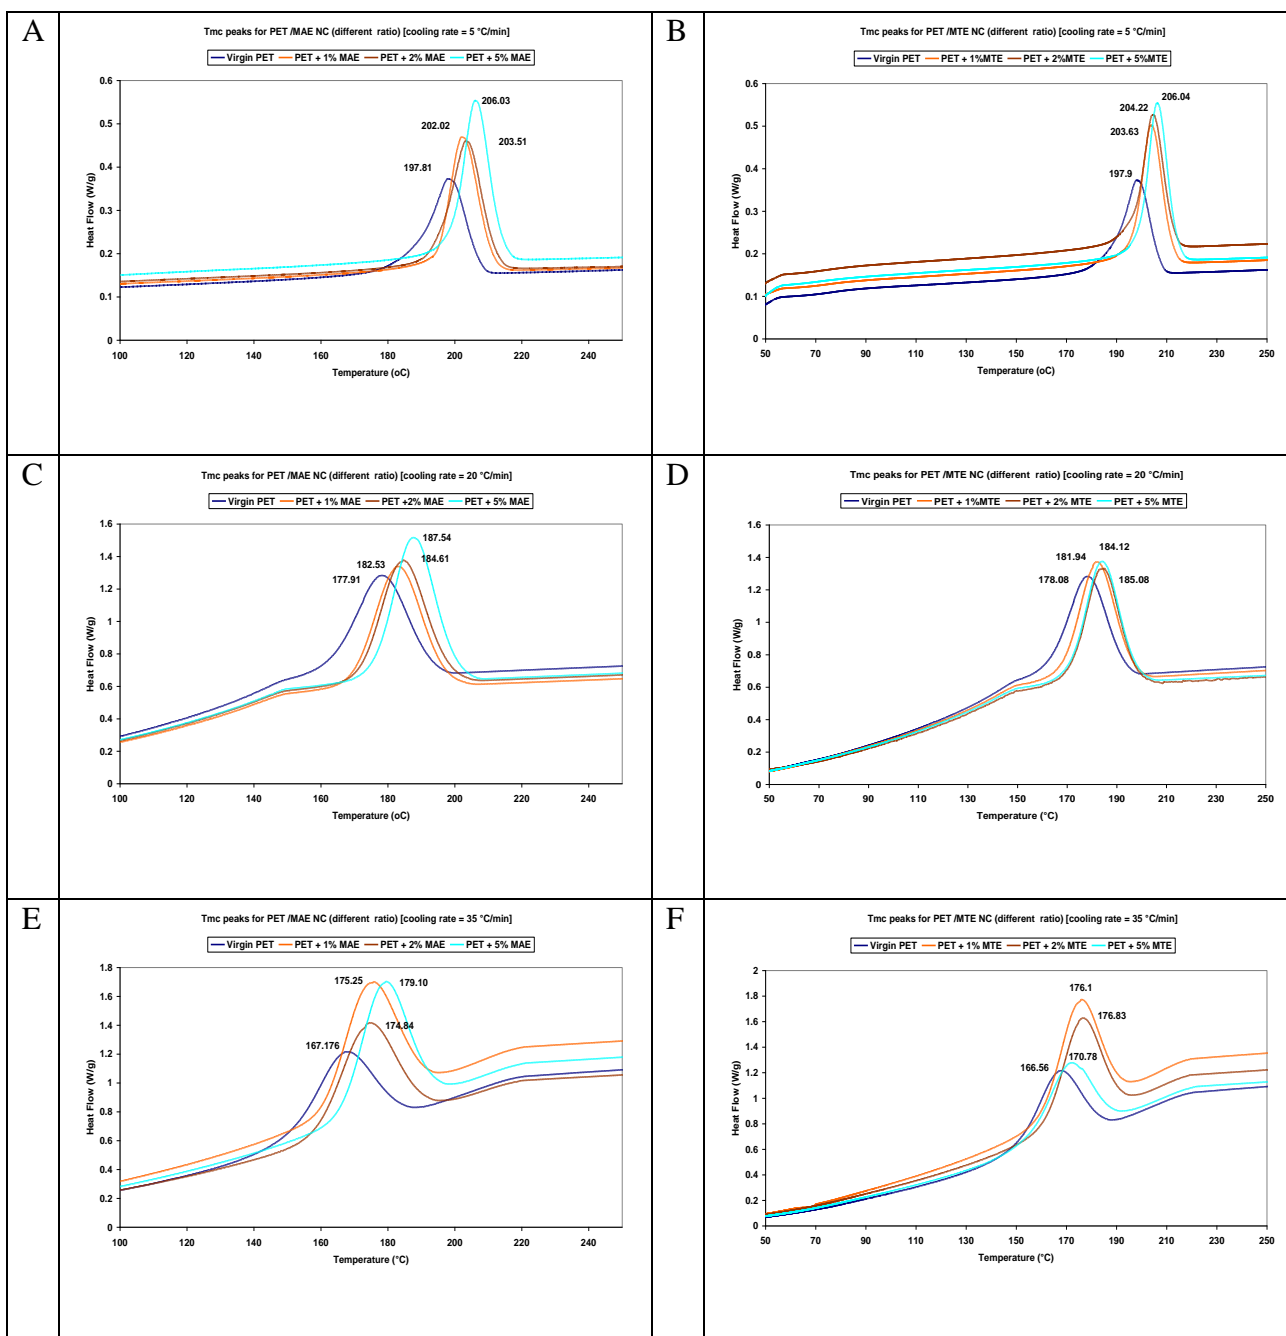 A
Tmc peaks for PET /MAE NC (different ratio) [cooling rate = 5 °C/min]
Virgin PET PET + 1% MAE PET + 2% MAE PET + 5% MAE
0.6
0.5
0.4
0.3
0.2
0.1
0
Heat Flow (W/g)
206.03
202.02
203.51
197.81
100 120 140 160 180 200 220 240
Temperature (oC)
B
Tmc peaks for PET /MTE NC (different ratio) [cooling rate = 5 °C/min]
Virgin PET PET + 1%MTE PET + 2%MTE PET + 5%MTE
0.6
0.5
0.4
0.3
0.2
0.1
0
Heat Flow (W/g)
206.04
204.22
203.63
197.9
50 70 90 110 130 150 170 190 210 230 250
Temperature (oC)
C
Tmc peaks for PET /MAE NC (different ratio) [cooling rate = 20 °C/min]
Virgin PET PET + 1% MAE PET +2% MAE PET + 5% MAE
1.6
1.4
1.2
1
0.8
0.6
0.4
0.2
0
Heat Flow (W/g)
187.54
182.53
184.61
177.91
100 120 140 160 180 200 220 240
Temperature (oC)
D
Tmc peaks for PET /MTE NC (different ratio) [cooling rate = 20 °C/min]
Virgin PET PET + 1%MTE PET + 2% MTE PET + 5% MTE
1.6
1.4
1.2
1
0.8
0.6
0.4
0.2
0
Heat Flow (W/g)
184.12
181.94
178.08
185.08
50 70 90 110 130 150 170 190 210 230 250
Temperature (°C)
E
Tmc peaks for PET /MAE NC (different ratio) [cooling rate = 35 °C/min]
Virgin PET PET + 1% MAE PET + 2% MAE PET + 5% MAE
1.8
1.6
1.4
1.2
1
0.8
0.6
0.4
0.2
0
Heat Flow (W/g)
175.25
179.10
174.84
167.176
100 120 140 160 180 200 220 240
Temperature (°C)
F
Tmc peaks for PET /MTE NC (different ratio) [cooling rate = 35 °C/min]
Virgin PET PET + 1% MTE PET + 2% MTE PET + 5% MTE
2
1.8
1.6
1.4
1.2
1
0.8
0.6
0.4
0.2
0
Heat Flow (W/g)
176.1
176.83
170.78
166.56
50 70 90 110 130 150 170 190 210 230 250
Temperature (°C)